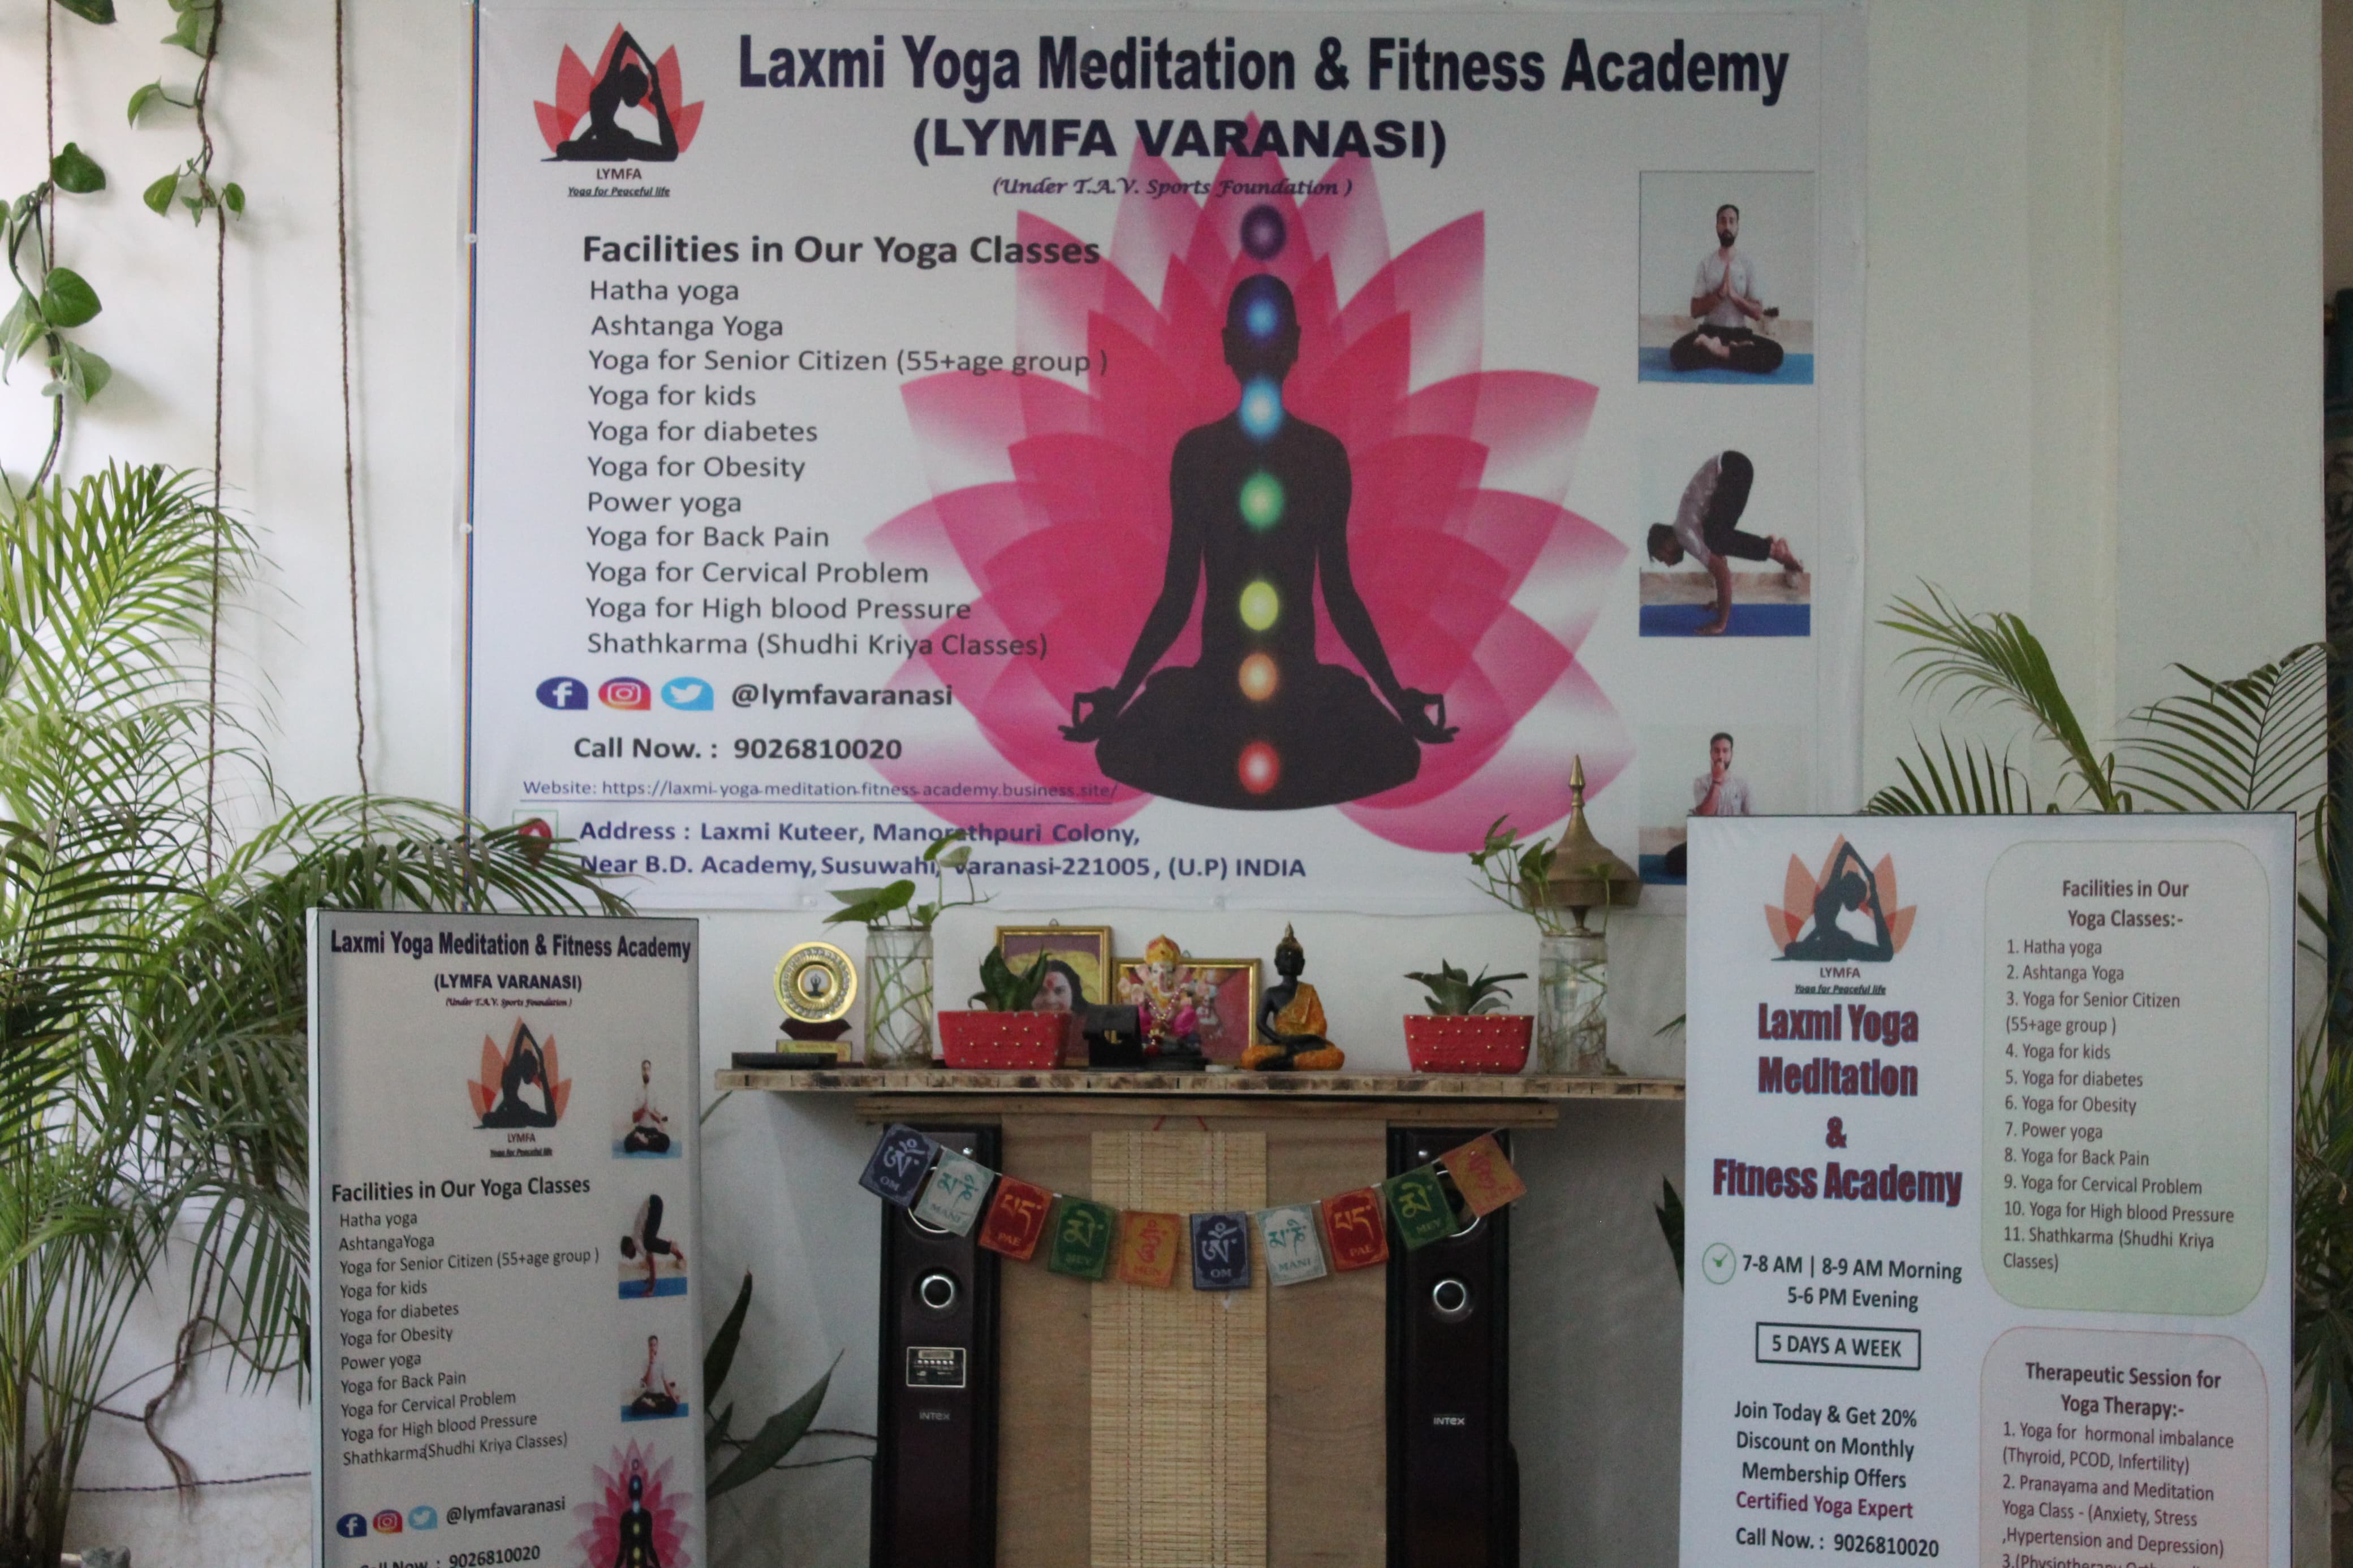 Laxmi Yoga Meditation & Fitness Academy
(LYMFA VARANASI)
(Under T.A.V. Sports Foundation )
LYMFA
Yoga for Peaceful life
Facilities in Our Yoga Classes
Hatha yoga
Ashtanga Yoga
Yoga for Senior Citizen (55+age group )
Yoga for kids
Yoga for diabetes
Yoga for Obesity
Power yoga
Yoga for Back Pain
Yoga for Cervical Problem
Yoga for High blood Pressure
Shathkarma (Shudhi Kriya Classes)
@lymfavaranasi
Call Now. : 9026810020
Website: https://laxmi-yoga-meditation-fitness-academy.business.site/
Address : Laxmi Kuteer, Manorathpuri Colony,
Near B.D. Academy, Susuwahi, Varanasi-221005, (U.P) INDIA
Laxmi Yoga Meditation & Fitness Academy
(LYMFA VARANASI)
(Under T.A.V. Sports Foundation )
LYMFA
Yoga for Peaceful life
Facilities in Our Yoga Classes
Hatha yoga
AshtangaYoga
Yoga for Senior Citizen (55+age group )
Yoga for kids
Yoga for diabetes
Yoga for Obesity
Power yoga
Yoga for Back Pain
Yoga for Cervical Problem
Yoga for High blood Pressure
Shathkarma(Shudhi Kriya Classes)
@lymfavaranasi
Call Now : 9026810020
OM
MANI
PAE
MEY
OM
MANI
PAE
MEY
INTEX
INTEX
LYMFA
Yoga for Peaceful life
Laxmi Yoga
Meditation
&
Fitness Academy
7-8 AM | 8-9 AM Morning
5-6 PM Evening
5 DAYS A WEEK
Join Today & Get 20%
Discount on Monthly
Membership Offers
Certified Yoga Expert
Call Now. : 9026810020
Facilities in Our
Yoga Classes:-
1. Hatha yoga
2. Ashtanga Yoga
3. Yoga for Senior Citizen
(55+age group )
4. Yoga for kids
5. Yoga for diabetes
6. Yoga for Obesity
7. Power yoga
8. Yoga for Back Pain
9. Yoga for Cervical Problem
10. Yoga for High blood Pressure
11. Shathkarma (Shudhi Kriya
Classes)
Therapeutic Session for
Yoga Therapy:-
1. Yoga for hormonal imbalance
(Thyroid, PCOD, Infertility)
2. Pranayama and Meditation
Yoga Class - (Anxiety, Stress
,Hypertension and Depression)